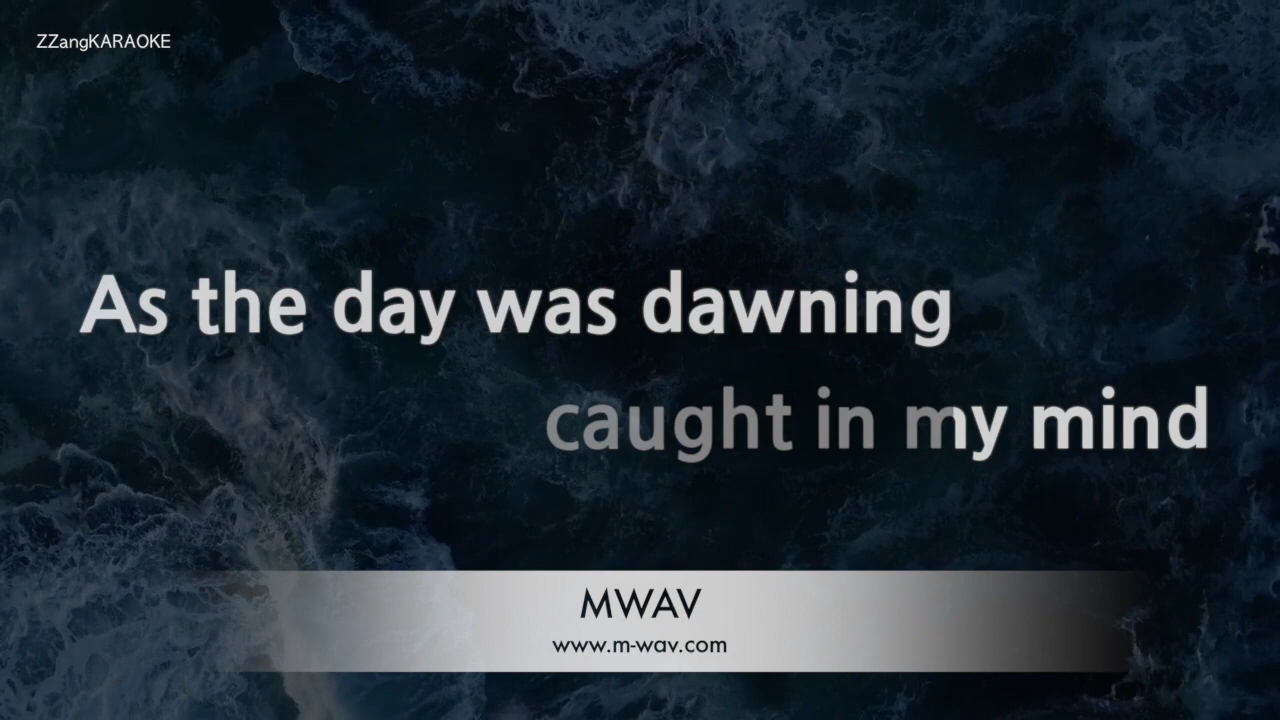 ZZangKARAOKE
As the day was dawning
caught in my mind
MWAV
www.m-wav.com